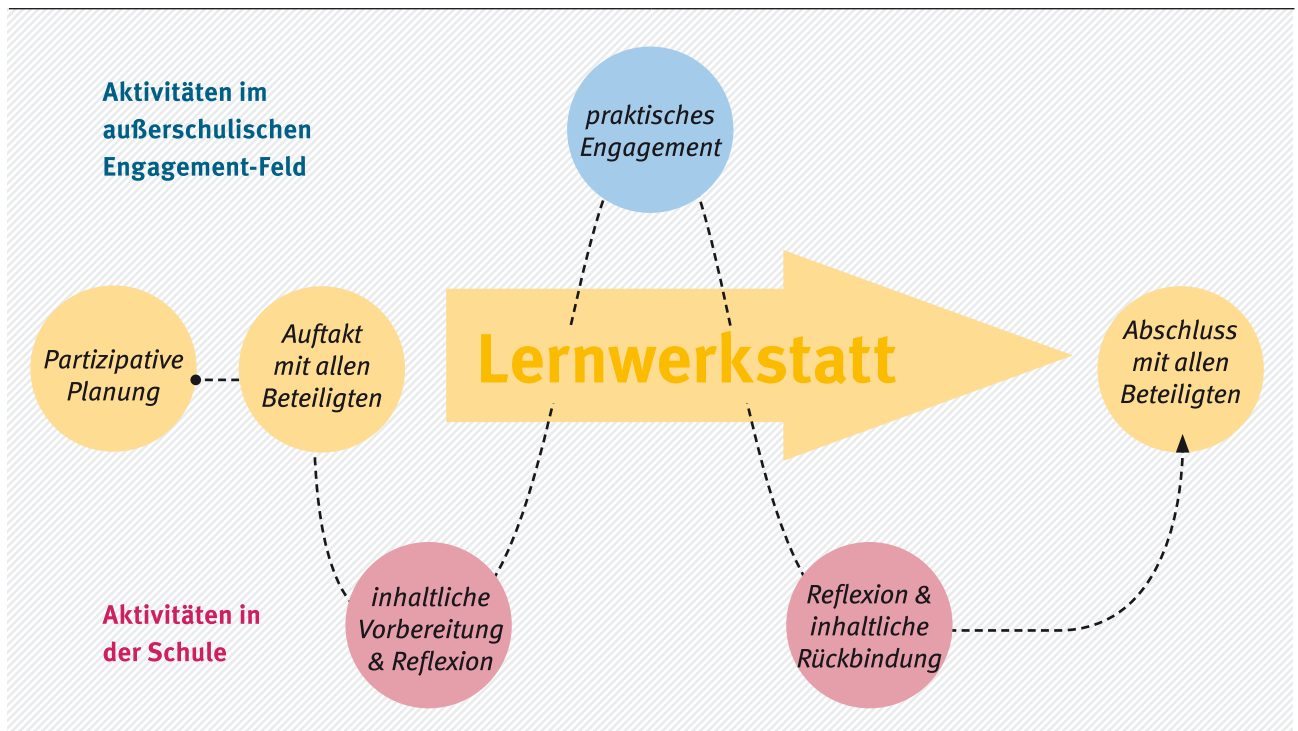 Aktivitäten im
außerschulischen
Engagement-Feld
praktisches
Engagement
Partizipative
Planung
Auftakt
mit allen
Beteiligten
Lernwerkstatt
Abschluss
mit allen
Beteiligten
Aktivitäten in
der Schule
inhaltliche
Vorbereitung
& Reflexion
Reflexion &
inhaltliche
Rückbindung